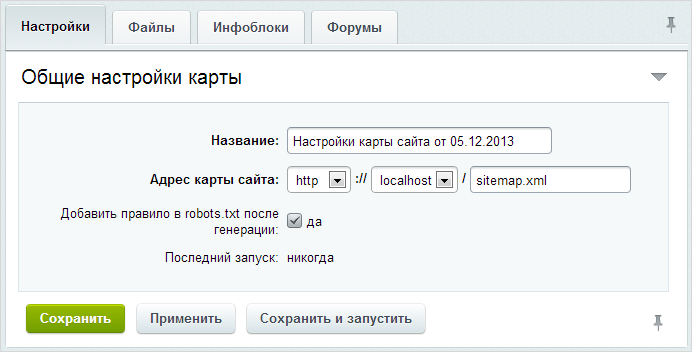 Настройки Файлы Инфоблоки Форумы
Общие настройки карты
Название: Настройки карты сайта от 05.12.2013
Адрес карты сайта: http :// localhost / sitemap.xml
Добавить правило в robots.txt после
генерации: да
Последний запуск: никогда
Сохранить Применить Сохранить и запустить